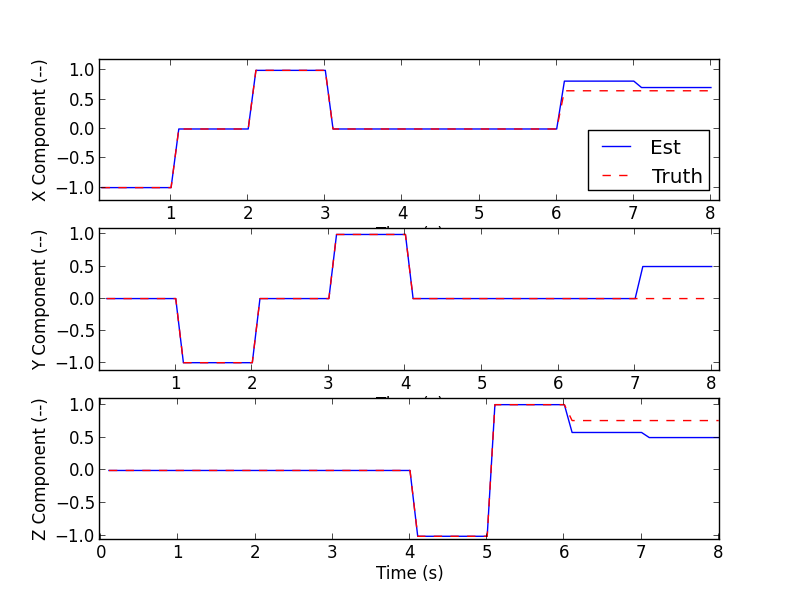 X Component (--)
1.0
0.5
0.0
−0.5
−1.0
Est
Truth
1 2 3 4 5 6 7 8
Y Component (--)
1.0
0.5
0.0
−0.5
−1.0
1 2 3 4 5 6 7 8
Z Component (--)
1.0
0.5
0.0
−0.5
−1.0
0 1 2 3 4 5 6 7 8
Time (s)